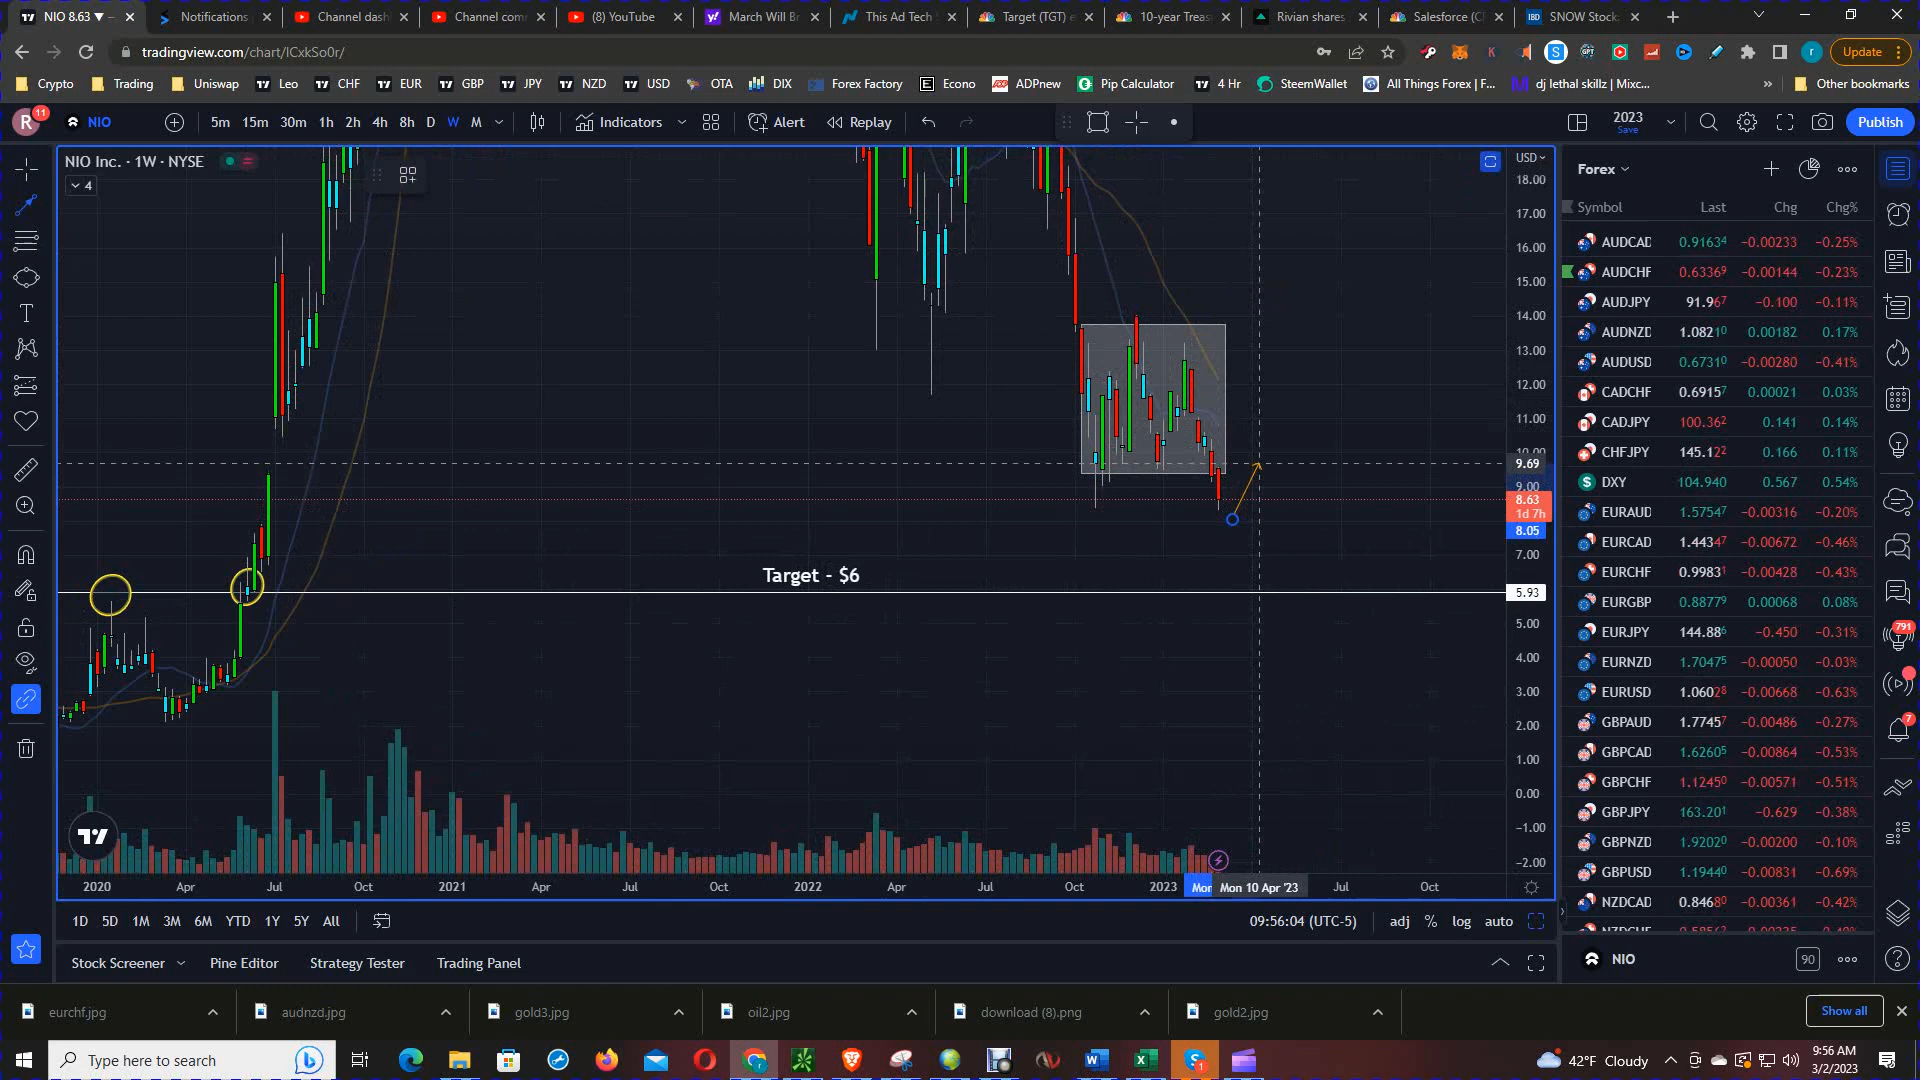 NIO 8.63 ▼ −
Notifications
Channel dash
Channel com
(8) YouTube
March Will Br
This Ad Tech
Target (TGT) e
10-year Treas
Rivian shares
Salesforce (C
SNOW Stock
tradingview.com/chart/lCxkSo0r/
Update
Crypto
Trading
Uniswap
Leo
CHF
EUR
GBP
JPY
NZD
USD
OTA
DIX
Forex Factory
Econo
ADPnew
Pip Calculator
4 Hr
SteemWallet
All Things Forex | F...
dj lethal skillz | Mixc...
Other bookmarks
R 11
NIO
5m 15m 30m 1h 2h 4h 8h D W M
Indicators
Alert
Replay
2023
Save
Publish
NIO Inc. · 1W · NYSE
4
USD
18.00
17.00
16.00
15.00
14.00
13.00
12.00
11.00
10.00
9.69
9.00
8.63
1d 7h
8.05
7.00
Target - $6
5.93
5.00
4.00
3.00
2.00
1.00
0.00
−1.00
−2.00
2020 Apr Jul Oct 2021 Apr Jul Oct 2022 Apr Jul Oct 2023 Mon Mon 10 Apr '23 Jul Oct
1D 5D 1M 3M 6M YTD 1Y 5Y All
09:56:04 (UTC-5)
adj % log auto
Stock Screener
Pine Editor
Strategy Tester
Trading Panel
Forex
Symbol Last Chg Chg%
AUDCAD 0.91634 −0.00233 −0.25%
AUDCHF 0.63369 −0.00144 −0.23%
AUDJPY 91.967 −0.100 −0.11%
AUDNZD 1.08210 0.00182 0.17%
AUDUSD 0.67310 −0.00280 −0.41%
CADCHF 0.69157 0.00021 0.03%
CADJPY 100.362 0.141 0.14%
CHFJPY 145.122 0.166 0.11%
DXY 104.940 0.567 0.54%
EURAUD 1.57547 −0.00316 −0.20%
EURCAD 1.44347 −0.00672 −0.46%
EURCHF 0.99831 −0.00428 −0.43%
EURGBP 0.88779 0.00068 0.08%
EURJPY 144.886 −0.450 −0.31%
EURNZD 1.70475 −0.00050 −0.03%
EURUSD 1.06028 −0.00668 −0.63%
GBPAUD 1.77457 −0.00486 −0.27%
GBPCAD 1.62605 −0.00864 −0.53%
GBPCHF 1.12450 −0.00571 −0.51%
GBPJPY 163.201 −0.629 −0.38%
GBPNZD 1.92020 −0.00200 −0.10%
GBPUSD 1.19440 −0.00831 −0.69%
NZDCAD 0.84680 −0.00361 −0.42%
NIO
90
791
7
eurchf.jpg
audnzd.jpg
gold3.jpg
oil2.jpg
download (8).png
gold2.jpg
Show all
Type here to search
42°F Cloudy
9:56 AM
3/2/2023